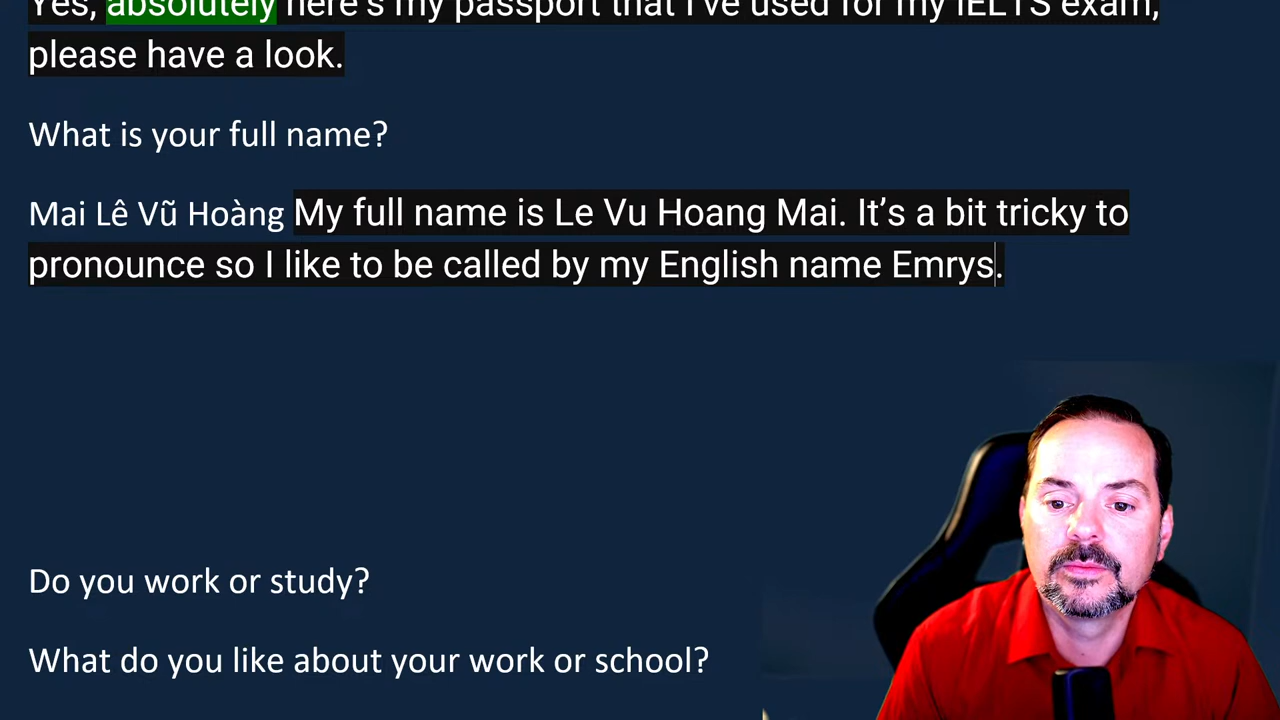 Yes, absolutely here's my passport that I've used for my IELTS exam,
please have a look.
What is your full name?
Mai Lê Vũ Hoàng My full name is Le Vu Hoang Mai. It’s a bit tricky to
pronounce so I like to be called by my English name Emrys.
Do you work or study?
What do you like about your work or school?